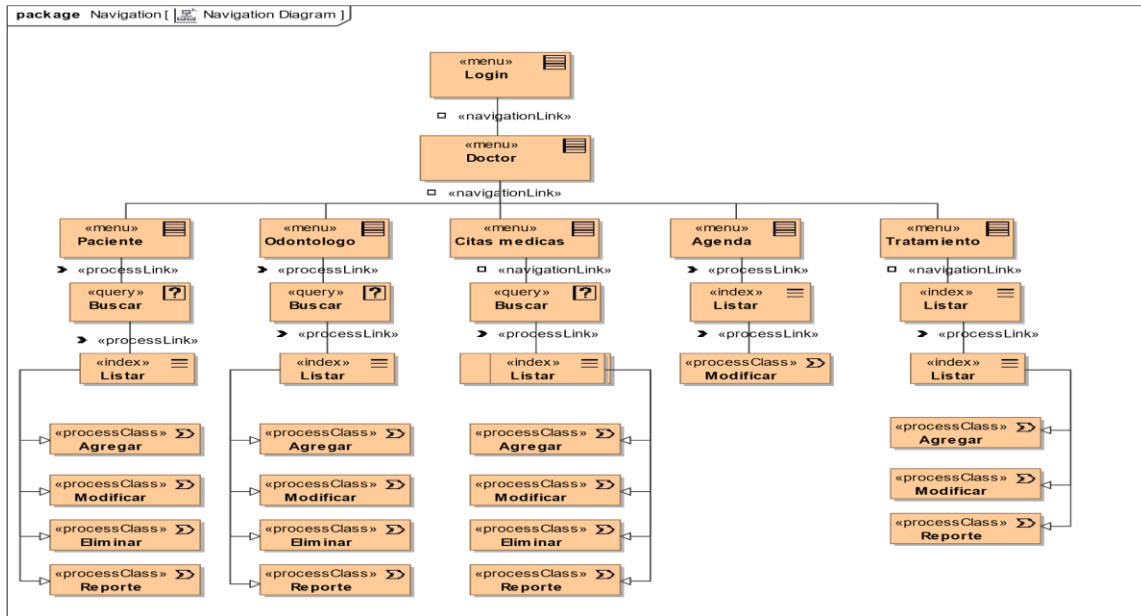 package Navigation [ Navigation Diagram ]
«menu»
Login
«navigationLink»
«menu»
Doctor
«navigationLink»
«menu»
Paciente
«menu»
Odontologo
«menu»
Citas medicas
«menu»
Agenda
«menu»
Tratamiento
«processLink»
«processLink»
«navigationLink»
«processLink»
«navigationLink»
«query»
Buscar
«query»
Buscar
«query»
Buscar
«index»
Listar
«index»
Listar
«processLink»
«processLink»
«processLink»
«processLink»
«processLink»
«index»
Listar
«index»
Listar
«index»
Listar
«processClass»
Modificar
«index»
Listar
«processClass»
Agregar
«processClass»
Agregar
«processClass»
Agregar
«processClass»
Agregar
«processClass»
Modificar
«processClass»
Modificar
«processClass»
Modificar
«processClass»
Modificar
«processClass»
Eliminar
«processClass»
Eliminar
«processClass»
Eliminar
«processClass»
Reporte
«processClass»
Reporte
«processClass»
Reporte
«processClass»
Reporte